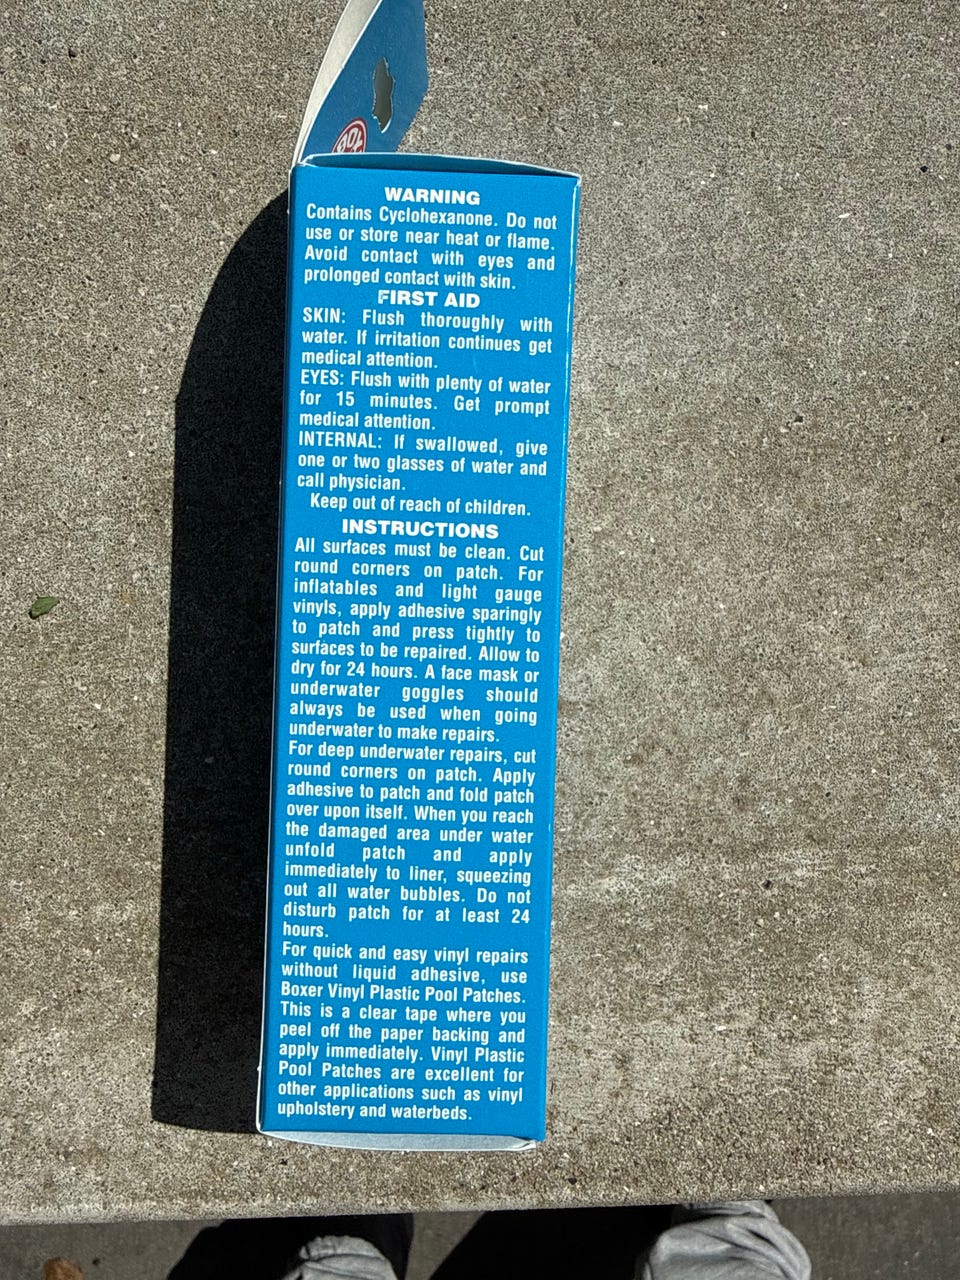 BOX
WARNING
Contains Cyclohexanone. Do not
use or store near heat or flame.
Avoid contact with eyes and
prolonged contact with skin.
FIRST AID
SKIN: Flush thoroughly with
water. If irritation continues get
medical attention.
EYES: Flush with plenty of water
for 15 minutes. Get prompt
medical attention.
INTERNAL: If swallowed, give
one or two glasses of water and
call physician.
Keep out of reach of children.
INSTRUCTIONS
All surfaces must be clean. Cut
round corners on patch. For
inflatables and light gauge
vinyls, apply adhesive sparingly
to patch and press tightly to
surfaces to be repaired. Allow to
dry for 24 hours. A face mask or
underwater goggles should
always be used when going
underwater to make repairs.
For deep underwater repairs, cut
round corners on patch. Apply
adhesive to patch and fold patch
over upon itself. When you reach
the damaged area under water
unfold patch and apply
immediately to liner, squeezing
out all water bubbles. Do not
disturb patch for at least 24
hours.
For quick and easy vinyl repairs
without liquid adhesive, use
Boxer Vinyl Plastic Pool Patches.
This is a clear tape where you
peel off the paper backing and
apply immediately. Vinyl Plastic
Pool Patches are excellent for
other applications such as vinyl
upholstery and waterbeds.